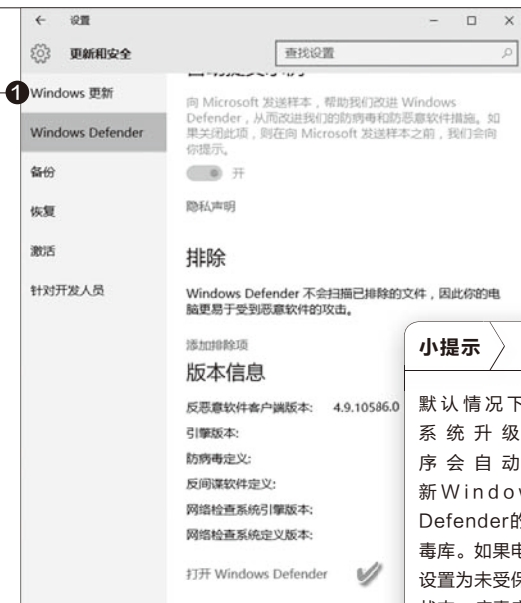 ← 设置
更新和安全
查找设置
1
Windows 更新
Windows Defender
备份
恢复
激活
针对开发人员
向 Microsoft 发送样本，帮助我们改进 Windows
Defender，从而改进我们的防病毒和防恶意软件措施。如
果关闭此项，则在向 Microsoft 发送样本之前，我们会向
你提示。
开
隐私声明
排除
Windows Defender 不会扫描已排除的文件，因此你的电
脑更易于受到恶意软件的攻击。
添加排除项
版本信息
反恶意软件客户端版本: 4.9.10586.0
引擎版本:
防病毒定义:
反间谍软件定义:
网络检查系统引擎版本:
网络检查系统定义版本:
打开 Windows Defender
小提示
默认情况下
系统升级
序会自动
新Window
Defender的
毒库。如果电
设置为未受保